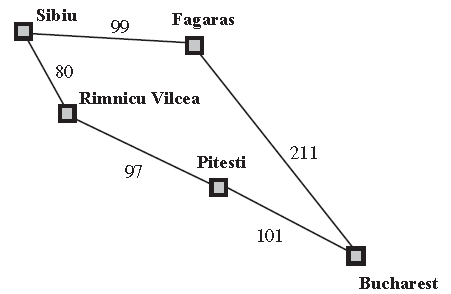 Sibiu
99
Fagaras
80
Rimnicu Vilcea
97
Pitesti
211
101
Bucharest